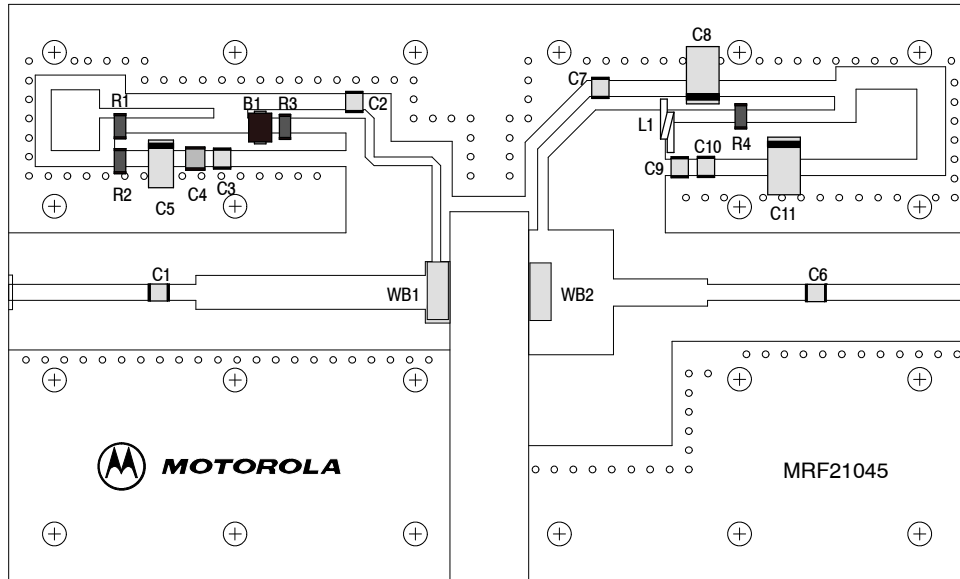 C8
C7
C2
R1
B1
R3
L1
R4
C10
C9
R2
C5
C4
C3
C11
C1
C6
WB1
WB2
MOTOROLA
MRF21045